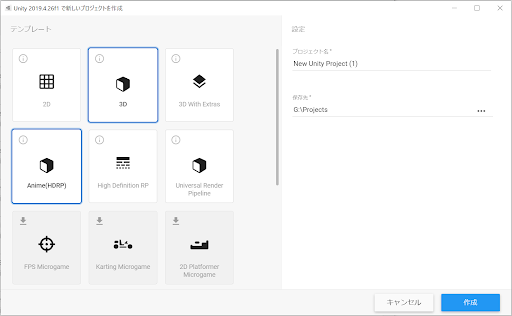 Unity 2019.4.26f1 で新しいプロジェクトを作成
テンプレート
2D
3D
3D With Extras
Anime(HDRP)
High Definition RP
Universal Render
Pipeline
FPS Microgame
Karting Microgame
2D Platformer
Microgame
設定
プロジェクト名 *
New Unity Project (1)
保存先 *
G:\Projects
キャンセル
作成